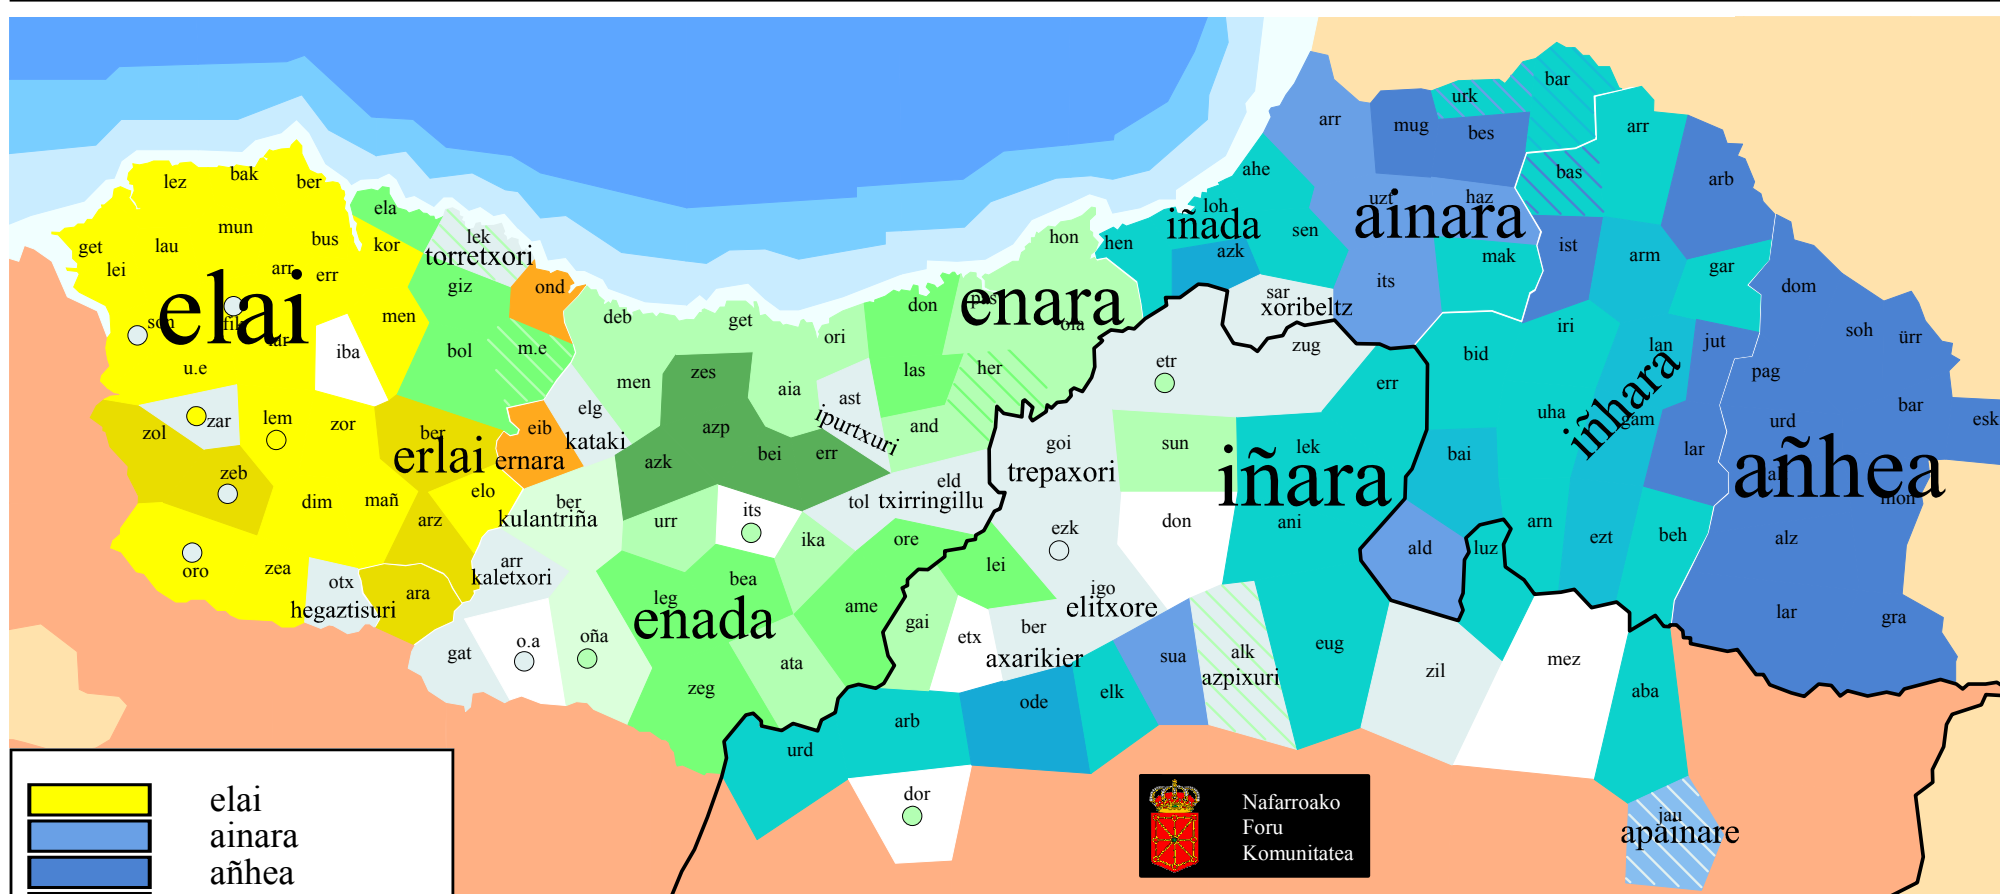 bar
urk
arr
mug
bes
arr
ahe
bas
arb
lez
bak
ber
uzt
haz
ainara
loh
iñada
ela
mun
lek
torretxori
hon
hen
azk
sen
get
lau
bus
kor
ist
arm
mak
gar
lei
arr
err
elai
giz
ond
don
enara
ola
its
dom
sar
xoribeltz
son
fil
men
deb
get
ori
zug
iri
soh
ürr
iba
bol
m.e
etr
bid
lan
jut
u.e
zes
aia
las
her
err
pag
men
ast
ipurtxuri
iñhara
bar
esk
zar
lem
zor
elg
kataki
azp
and
uha
gam
urd
zol
ber
erlai
eib
ernara
bei
err
goi
trepaxori
sun
lek
iñara
bai
lar
añhea
zeb
azk
eld
txirringillu
tol
mon
dim
mañ
elo
ber
kulantriña
urr
its
ezk
don
ani
arn
ezt
beh
alz
arz
ika
ore
ald
luz
oro
zea
otx
hegaztisuri
ara
arr
kaletxori
bea
leg
enada
ame
lei
igo
elitxore
gai
etx
ber
axarikier
lar
gra
gat
o.a
oña
ata
sua
alk
azpixuri
eug
zil
mez
zeg
arb
ode
elk
aba
urd
dor
jau
apainare
Nafarroako
Foru
Komunitatea
elai
ainara
añhea